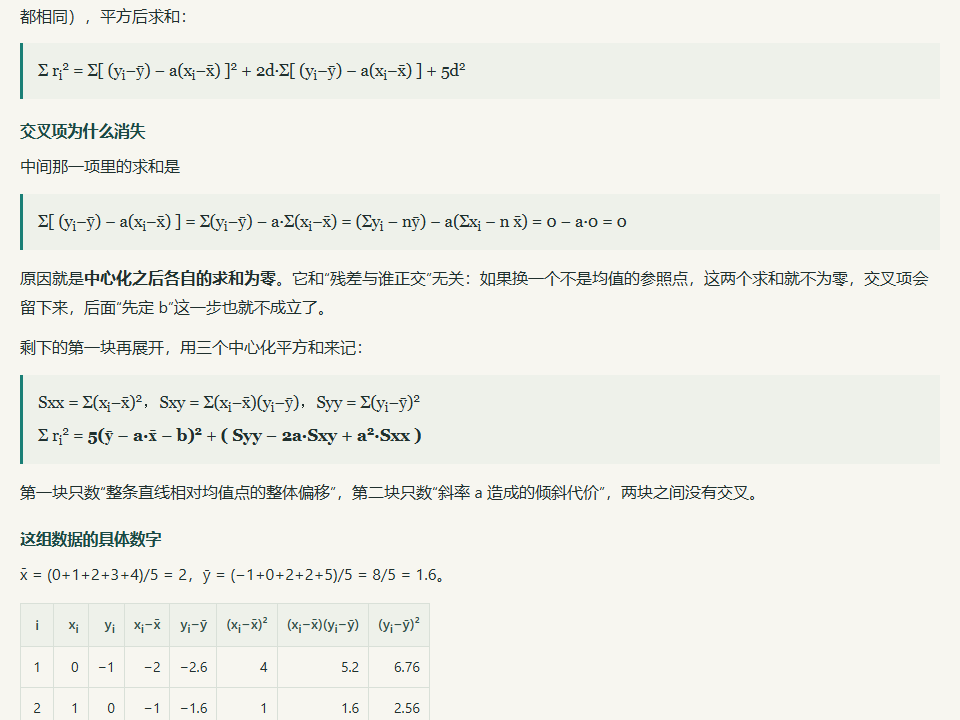 都相同），平方后求和：
Σ rᵢ² = Σ[ (yᵢ−ȳ) − a(xᵢ−x̄) ]² + 2d·Σ[ (yᵢ−ȳ) − a(xᵢ−x̄) ] + 5d²
交叉项为什么消失
中间那一项里的求和是
Σ[ (yᵢ−ȳ) − a(xᵢ−x̄) ] = Σ(yᵢ−ȳ) − a·Σ(xᵢ−x̄) = (Σyᵢ − nȳ) − a(Σxᵢ − n x̄) = 0 − a·0 = 0
原因就是中心化之后各自的求和为零。它和“残差与谁正交”无关：如果换一个不是均值的参照点，这两个求和就不为零，交叉项会
留下来，后面“先定 b”这一步也就不成立了。
剩下的第一块再展开，用三个中心化平方和来记：
Sxx = Σ(xᵢ−x̄)²，Sxy = Σ(xᵢ−x̄)(yᵢ−ȳ)，Syy = Σ(yᵢ−ȳ)²
Σ rᵢ² = 5(ȳ − a·x̄ − b)² + ( Syy − 2a·Sxy + a²·Sxx )
第一块只数“整条直线相对均值点的整体偏移”，第二块只数“斜率 a 造成的倾斜代价”，两块之间没有交叉。
这组数据的具体数字
x̄ = (0+1+2+3+4)/5 = 2，ȳ = (−1+0+2+2+5)/5 = 8/5 = 1.6。
i xᵢ yᵢ xᵢ−x̄ yᵢ−ȳ (xᵢ−x̄)² (xᵢ−x̄)(yᵢ−ȳ) (yᵢ−ȳ)²
1 0 −1 −2 −2.6 4 5.2 6.76
2 1 0 −1 −1.6 1 1.6 2.56